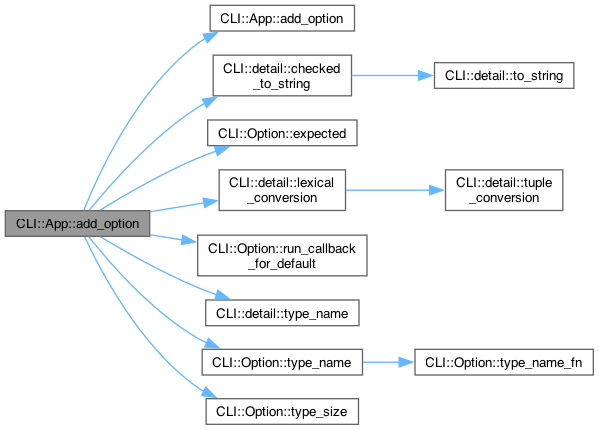 CLI::App::add_option
CLI::App::add_option
CLI::detail::checked
_to_string
CLI::detail::to_string
CLI::Option::expected
CLI::detail::lexical
_conversion
CLI::detail::tuple
_conversion
CLI::Option::run_callback
_for_default
CLI::detail::type_name
CLI::Option::type_name
CLI::Option::type_name_fn
CLI::Option::type_size